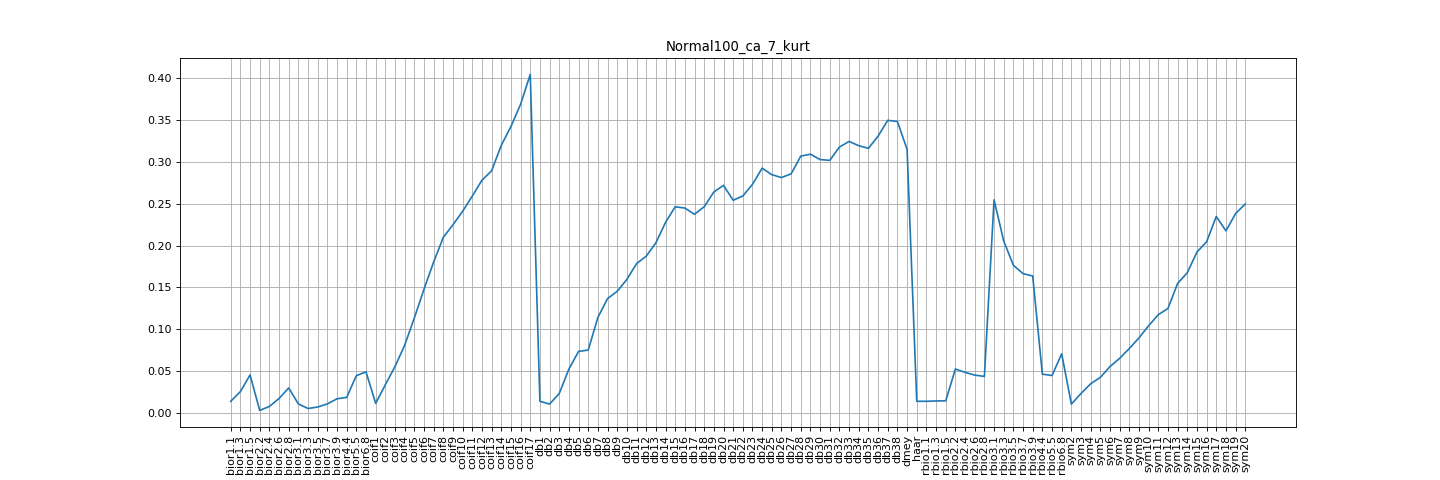 Normal100_ca_7_kurt
0.40
0.35
0.30
0.25
0.20
0.15
0.10
0.05
0.00
bior1.1
bior1.3
bior1.5
bior2.2
bior2.4
bior2.6
bior2.8
bior3.1
bior3.3
bior3.5
bior3.7
bior3.9
bior4.4
bior5.5
bior6.8
coif1
coif2
coif3
coif4
coif5
coif6
coif7
coif8
coif9
coif10
coif11
coif12
coif13
coif14
coif15
coif16
coif17
db1
db2
db3
db4
db5
db6
db7
db8
db9
db10
db11
db12
db13
db14
db15
db16
db17
db18
db19
db20
db21
db22
db23
db24
db25
db26
db27
db28
db29
db30
db31
db32
db33
db34
db35
db36
db37
db38
dmey
haar
rbio1.1
rbio1.3
rbio1.5
rbio2.2
rbio2.4
rbio2.6
rbio2.8
rbio3.1
rbio3.3
rbio3.5
rbio3.7
rbio3.9
rbio4.4
rbio5.5
rbio6.8
sym2
sym3
sym4
sym5
sym6
sym7
sym8
sym9
sym10
sym11
sym12
sym13
sym14
sym15
sym16
sym17
sym18
sym19
sym20